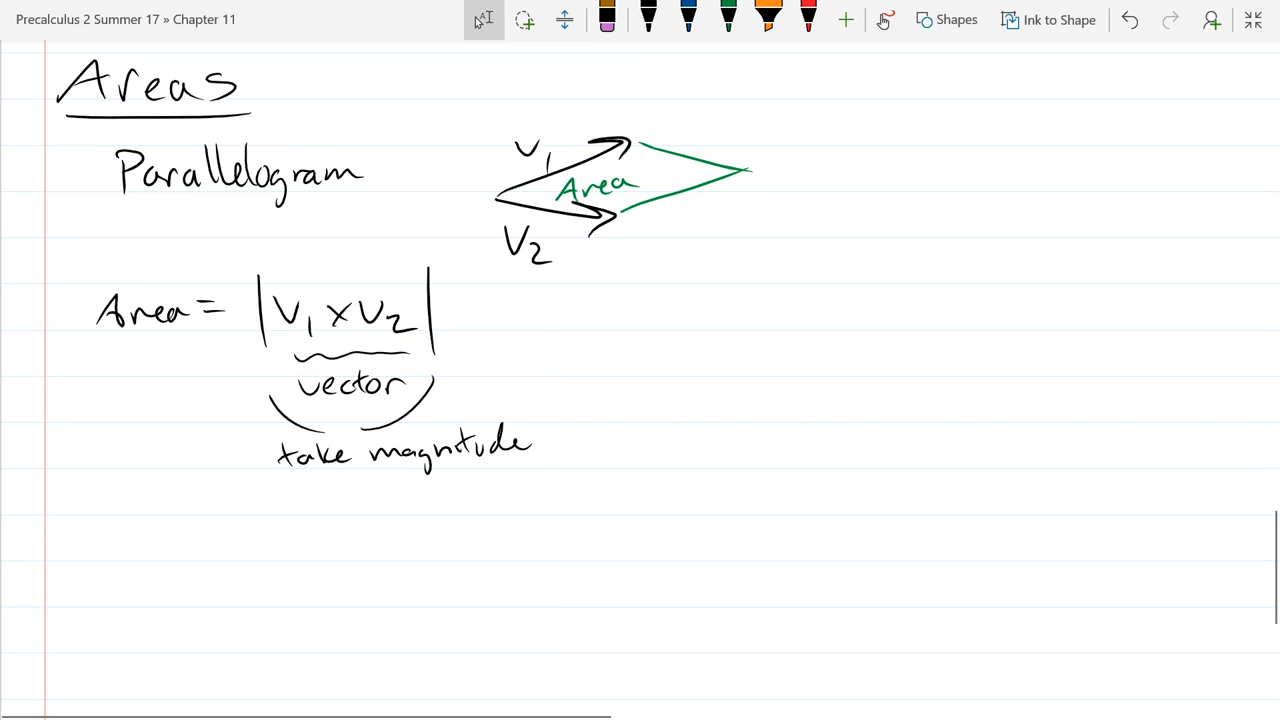 Precalculus 2 Summer 17 » Chapter 11
Shapes
Ink to Shape
Areas
Parallelogram
V₁
Area
V₂
Area = |V₁ × V₂|
vector
take magnitude